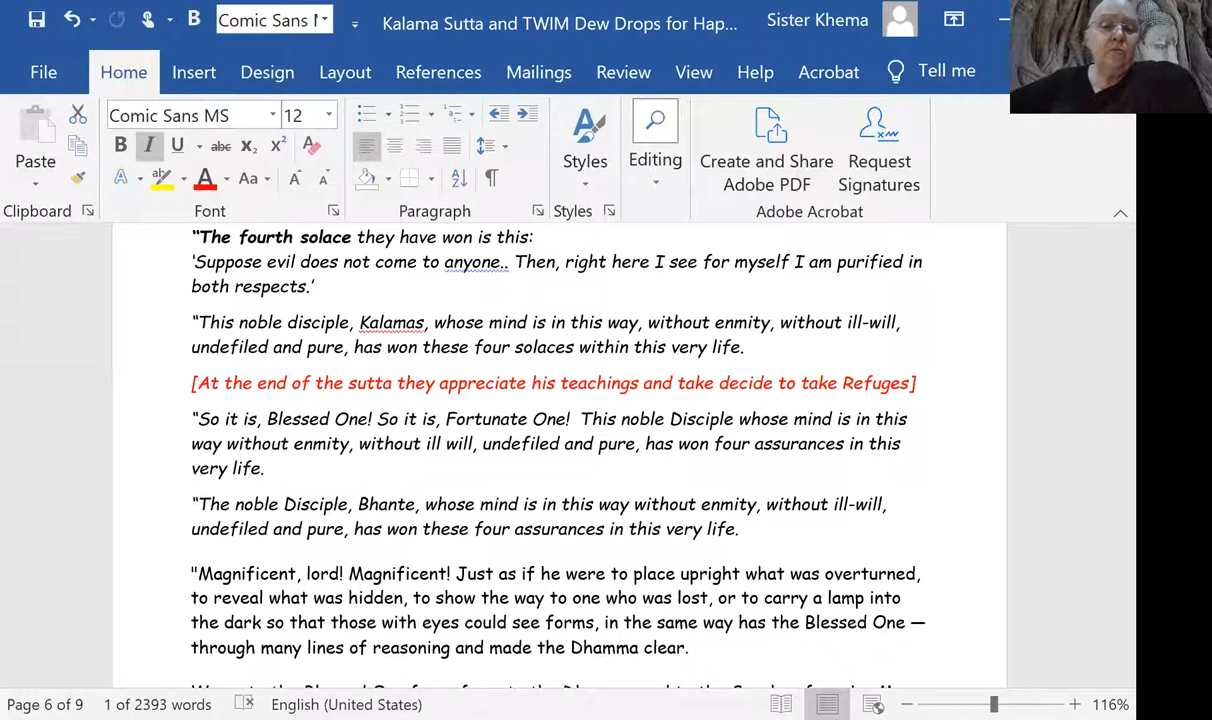 Comic Sans M
Kalama Sutta and TWIM Dew Drops for Hap...
Sister Khema
File Home Insert Design Layout References Mailings Review View Help Acrobat Tell me
Comic Sans MS 12
Paste
Styles
Editing
Create and Share Adobe PDF
Request Signatures
Clipboard Font Paragraph Styles Adobe Acrobat
"The fourth solace they have won is this:
'Suppose evil does not come to anyone.. Then, right here I see for myself I am purified in
both respects.'
"This noble disciple, Kalamas, whose mind is in this way, without enmity, without ill-will,
undefiled and pure, has won these four solaces within this very life.
[At the end of the sutta they appreciate his teachings and take decide to take Refuges]
"So it is, Blessed One! So it is, Fortunate One!  This noble Disciple whose mind is in this
way without enmity, without ill will, undefiled and pure, has won four assurances in this
very life.
"The noble Disciple, Bhante, whose mind is in this way without enmity, without ill-will,
undefiled and pure, has won these four assurances in this very life.
"Magnificent, lord! Magnificent! Just as if he were to place upright what was overturned,
to reveal what was hidden, to show the way to one who was lost, or to carry a lamp into
the dark so that those with eyes could see forms, in the same way has the Blessed One —
through many lines of reasoning and made the Dhamma clear.
Page 6 of 9 1 of 2393 words English (United States) 116%